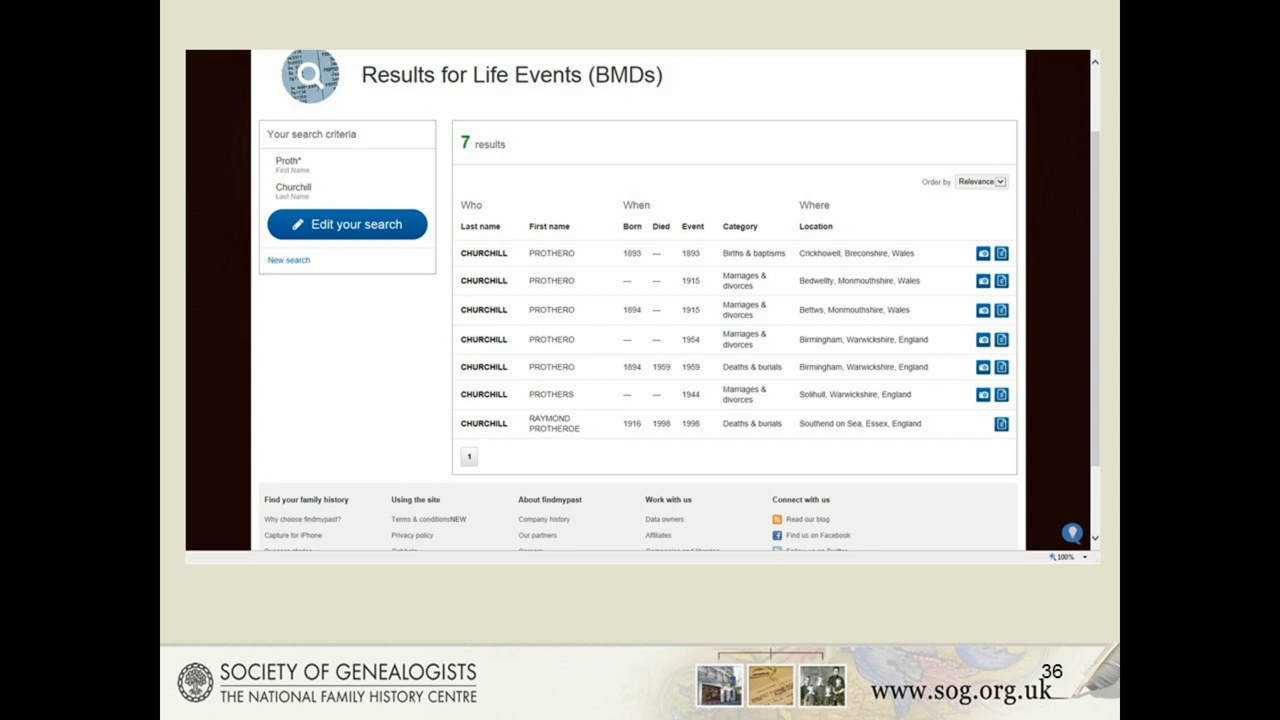 Results for Life Events (BMDs)
Your search criteria
Proth*
First Name
Churchill
Last Name
Edit your search
New search
7 results
Order by Relevance
Who When Where
Last name First name Born Died Event Category Location
CHURCHILL PROTHERO 1893 — 1893 Births & baptisms Crickhowell, Breconshire, Wales
CHURCHILL PROTHERO — — 1915 Marriages & divorces Bedwellty, Monmouthshire, Wales
CHURCHILL PROTHERO 1894 — 1915 Marriages & divorces Bettws, Monmouthshire, Wales
CHURCHILL PROTHERO — — 1954 Marriages & divorces Birmingham, Warwickshire, England
CHURCHILL PROTHERO 1894 1959 1959 Deaths & burials Birmingham, Warwickshire, England
CHURCHILL PROTHERS — — 1944 Marriages & divorces Solihull, Warwickshire, England
CHURCHILL RAYMOND PROTHEROE 1916 1998 1998 Deaths & burials Southend on Sea, Essex, England
1
Find your family history Using the site About findmypast Work with us Connect with us
Why choose findmypast? Terms & conditionsNEW Company history Data owners Read our blog
Capture for iPhone Privacy policy Our partners Affiliates Find us on Facebook
100%
SOCIETY OF GENEALOGISTS
THE NATIONAL FAMILY HISTORY CENTRE
36
www.sog.org.uk